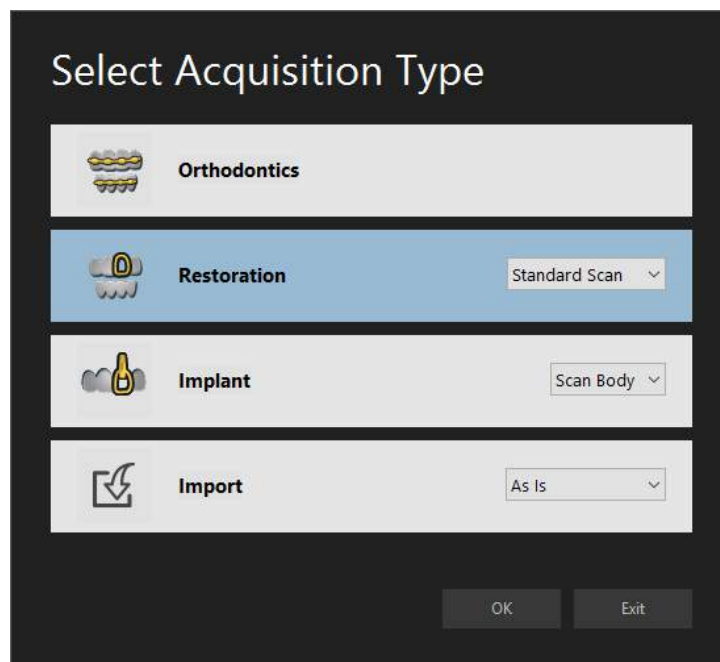 Select Acquisition Type
Orthodontics
Restoration Standard Scan
Implant Scan Body
Import As Is
OK Exit